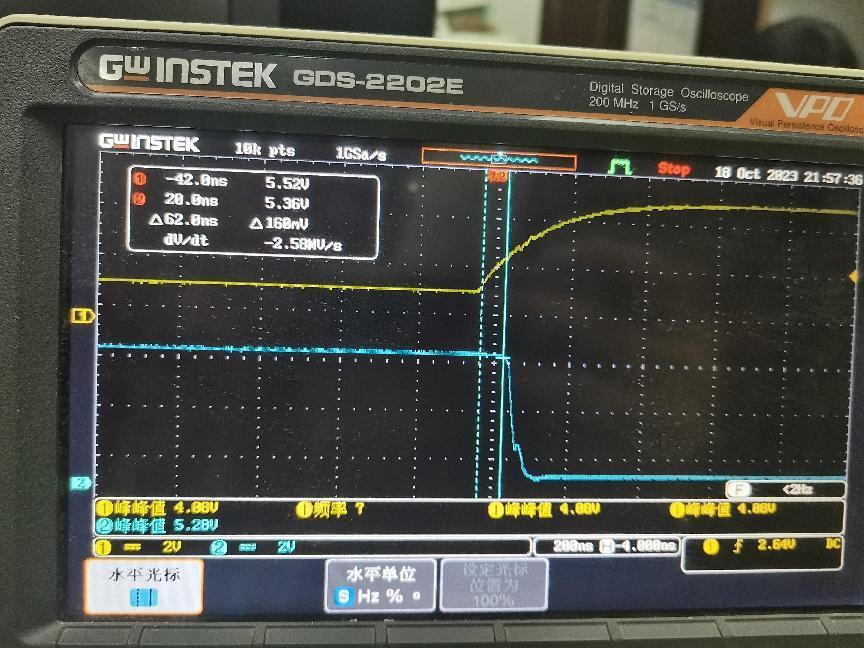 GW INSTEK GDS-2202E
Digital Storage Oscilloscope
200 MHz 1 GS/s
VPO
Visual Persistence Oscillosco
GW INSTEK 10k pts 1GSa/s Stop 18 Oct 2023 21:57:36
1 -42.0ns 5.52V
2 20.0ns 5.36V
△62.0ns △160mV
dV/dt -2.58MV/s
1
2
F <2Hz
1峰峰值 4.08V 1频率 ? 1峰峰值 4.08V 1峰峰值 4.08V
2峰峰值 5.28V
1 2V 2 2V 200ns H -4.000ns 1 2.64V DC
水平光标
水平单位
S Hz % °
设定光标
位置为
100%